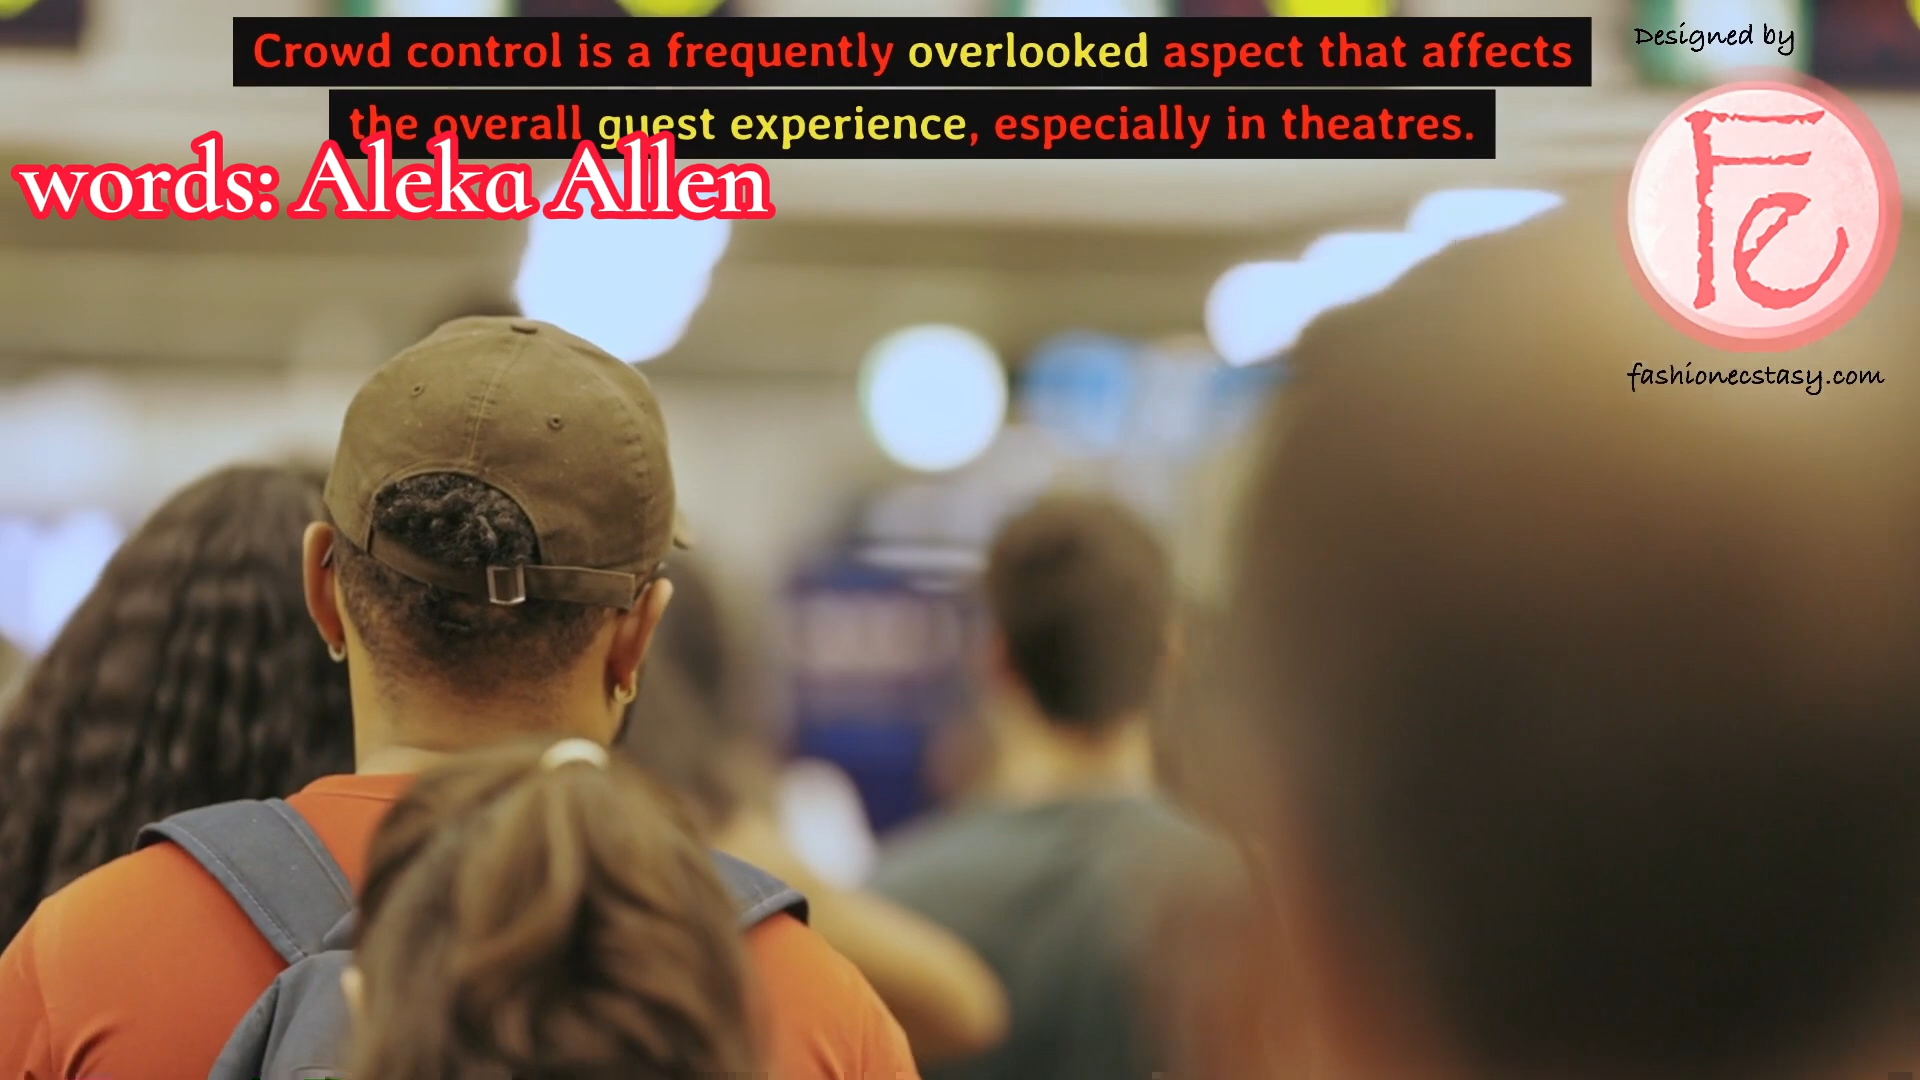 Crowd control is a frequently overlooked aspect that affects
the overall guest experience, especially in theatres.
words: Aleka Allen
Designed by
Fe
fashionecstasy.com